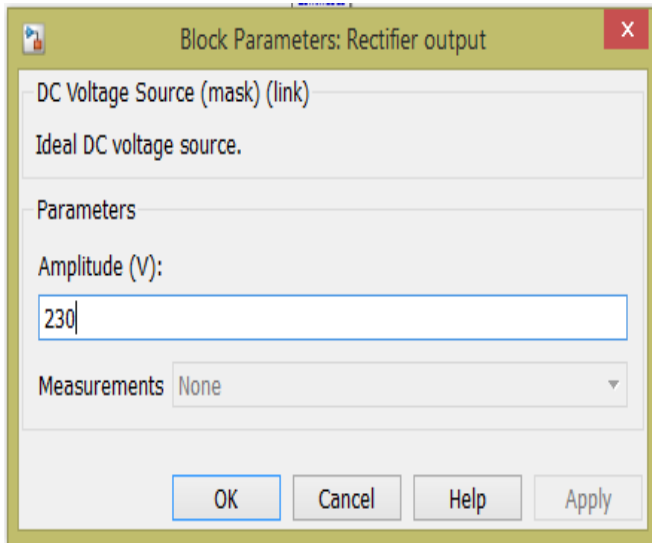 Block Parameters: Rectifier output
x
DC Voltage Source (mask) (link)
Ideal DC voltage source.
Parameters
Amplitude (V):
230
Measurements None
OK Cancel Help Apply